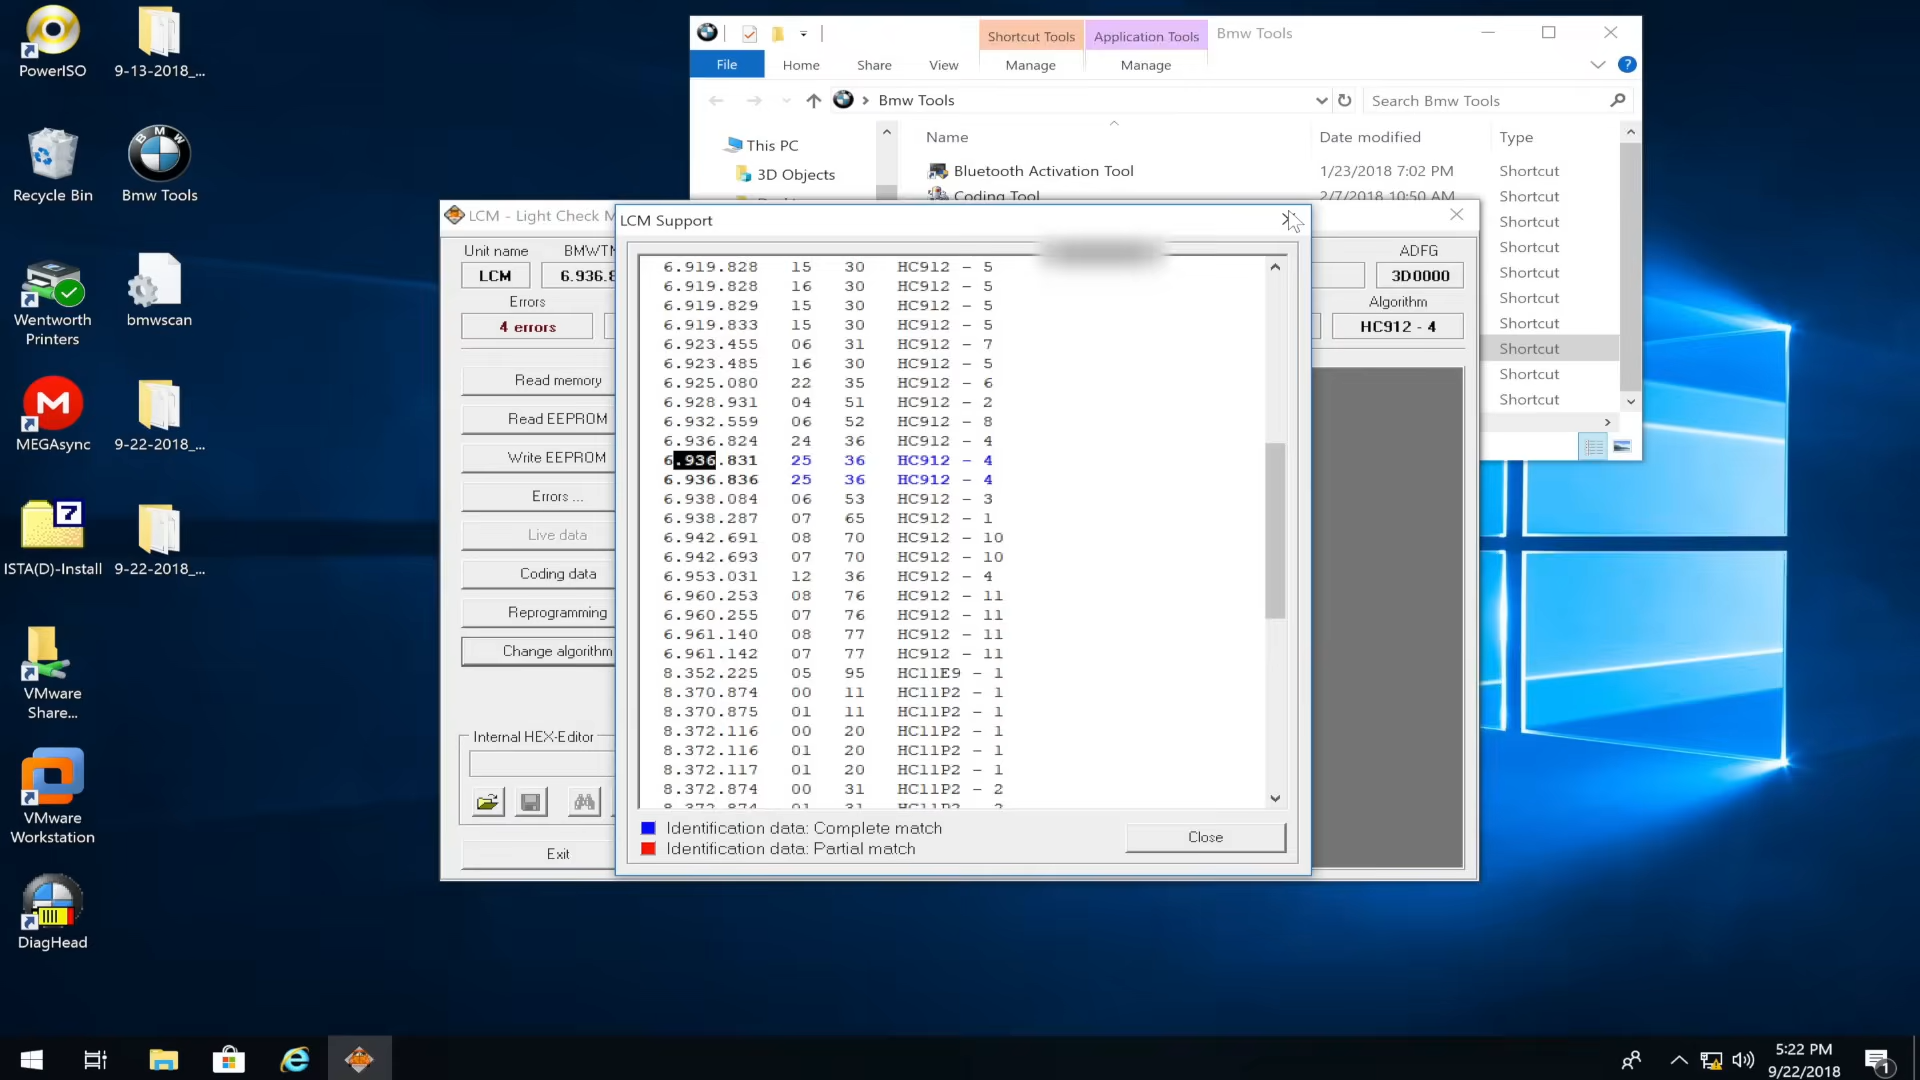 PowerISO
9-13-2018_...
Recycle Bin
Bmw Tools
Wentworth
Printers
bmwscan
MEGAsync
9-22-2018_...
ISTA(D)-Install
9-22-2018_...
VMware
Share...
VMware
Workstation
DiagHead
Shortcut Tools
Application Tools
Bmw Tools
File
Home
Share
View
Manage
Manage
Bmw Tools
Search Bmw Tools
This PC
3D Objects
Name
Date modified
Type
Bluetooth Activation Tool
1/23/2018 7:02 PM
Shortcut
Coding Tool
2/7/2018 10:50 AM
Shortcut
Shortcut
Shortcut
Shortcut
Shortcut
Shortcut
Shortcut
Shortcut
Shortcut
LCM - Light Check M
Unit name
BMWTN
LCM
6.936.8
Errors
4 errors
ADFG
3D0000
Algorithm
HC912 - 4
Read memory
Read EEPROM
Write EEPROM
Errors ...
Live data
Coding data
Reprogramming
Change algorithm
Internal HEX-Editor
Exit
LCM Support
6.919.828 15 30 HC912 - 5
6.919.828 16 30 HC912 - 5
6.919.829 15 30 HC912 - 5
6.919.833 15 30 HC912 - 5
6.923.455 06 31 HC912 - 7
6.923.485 16 30 HC912 - 5
6.925.080 22 35 HC912 - 6
6.928.931 04 51 HC912 - 2
6.932.559 06 52 HC912 - 8
6.936.824 24 36 HC912 - 4
6.936.831 25 36 HC912 - 4
6.936.836 25 36 HC912 - 4
6.938.084 06 53 HC912 - 3
6.938.287 07 65 HC912 - 1
6.942.691 08 70 HC912 - 10
6.942.693 07 70 HC912 - 10
6.953.031 12 36 HC912 - 4
6.960.253 08 76 HC912 - 11
6.960.255 07 76 HC912 - 11
6.961.140 08 77 HC912 - 11
6.961.142 07 77 HC912 - 11
8.352.225 05 95 HC11E9 - 1
8.370.874 00 11 HC11P2 - 1
8.370.875 01 11 HC11P2 - 1
8.372.116 00 20 HC11P2 - 1
8.372.116 01 20 HC11P2 - 1
8.372.117 01 20 HC11P2 - 1
8.372.874 00 31 HC11P2 - 2
Identification data: Complete match
Identification data: Partial match
Close
5:22 PM
9/22/2018
1